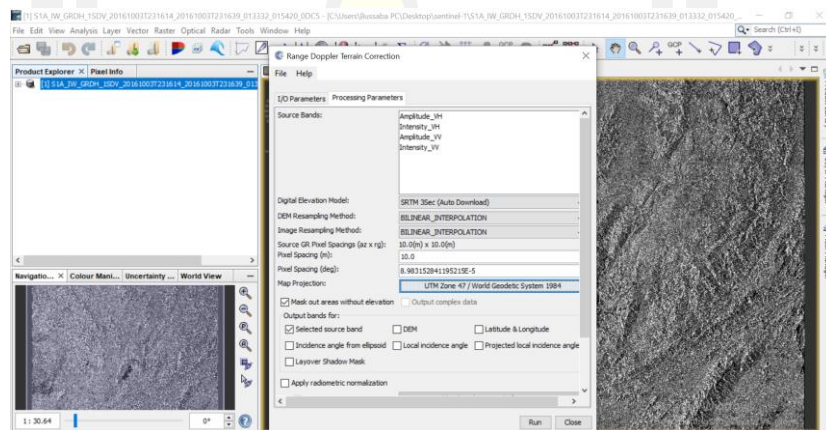 [1] S1A_IW_GRDH_1SDV_20161003T231614_20161003T231639_013332_015420_0DC5 - [C:\Users\Bussaba PC\Desktop\sentinel-1\S1A_IW_GRDH_1SDV_20161003T231614_20161003T231639_013332_015420_...
File Edit View Analysis Layer Vector Raster Optical Radar Tools Window Help
Search (Ctrl+I)
Product Explorer × Pixel Info
[1] S1A_IW_GRDH_1SDV_20161003T231614_20161003T231639_013
Range Doppler Terrain Correction
File Help
I/O Parameters Processing Parameters
Source Bands:
Amplitude_VH
Intensity_VH
Amplitude_VV
Intensity_VV
Digital Elevation Model: SRTM 3Sec (Auto Download)
DEM Resampling Method: BILINEAR_INTERPOLATION
Image Resampling Method: BILINEAR_INTERPOLATION
Source GR Pixel Spacings (az x rg): 10.0(m) x 10.0(m)
Pixel Spacing (m): 10.0
Pixel Spacing (deg): 8.983152841195215E-5
Map Projection: UTM Zone 47 / World Geodetic System 1984
Mask out areas without elevation Output complex data
Output bands for:
Selected source band DEM Latitude & Longitude
Incidence angle from ellipsoid Local incidence angle Projected local incidence angle
Layover Shadow Mask
Apply radiometric normalization
Run Close
Navigatio... × Colour Mani... Uncertainty ... World View
1 : 30.64
0°